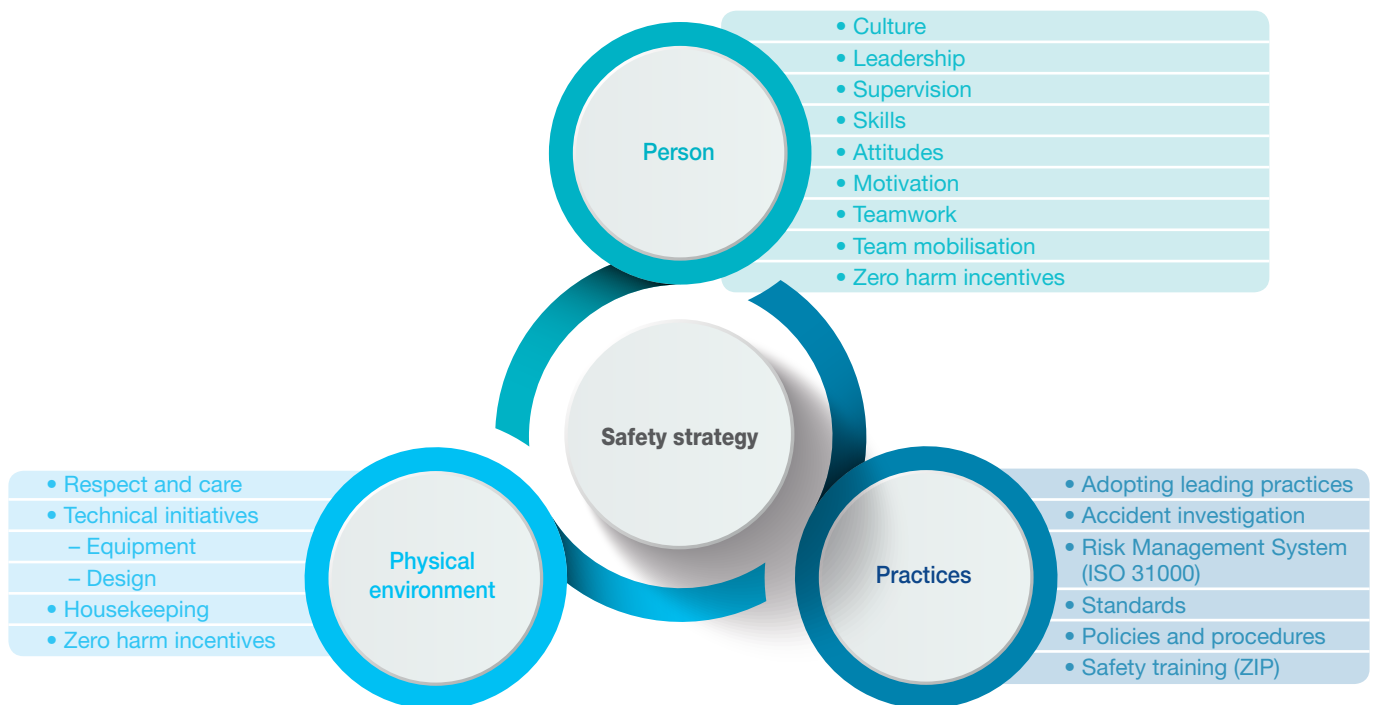 • Culture
• Leadership
• Supervision
• Skills
• Attitudes
• Motivation
• Teamwork
• Team mobilisation
• Zero harm incentives
Person
Safety strategy
• Respect and care
• Technical initiatives
– Equipment
– Design
• Housekeeping
• Zero harm incentives
Physical
environment
Practices
• Adopting leading practices
• Accident investigation
• Risk Management System
(ISO 31000)
• Standards
• Policies and procedures
• Safety training (ZIP)